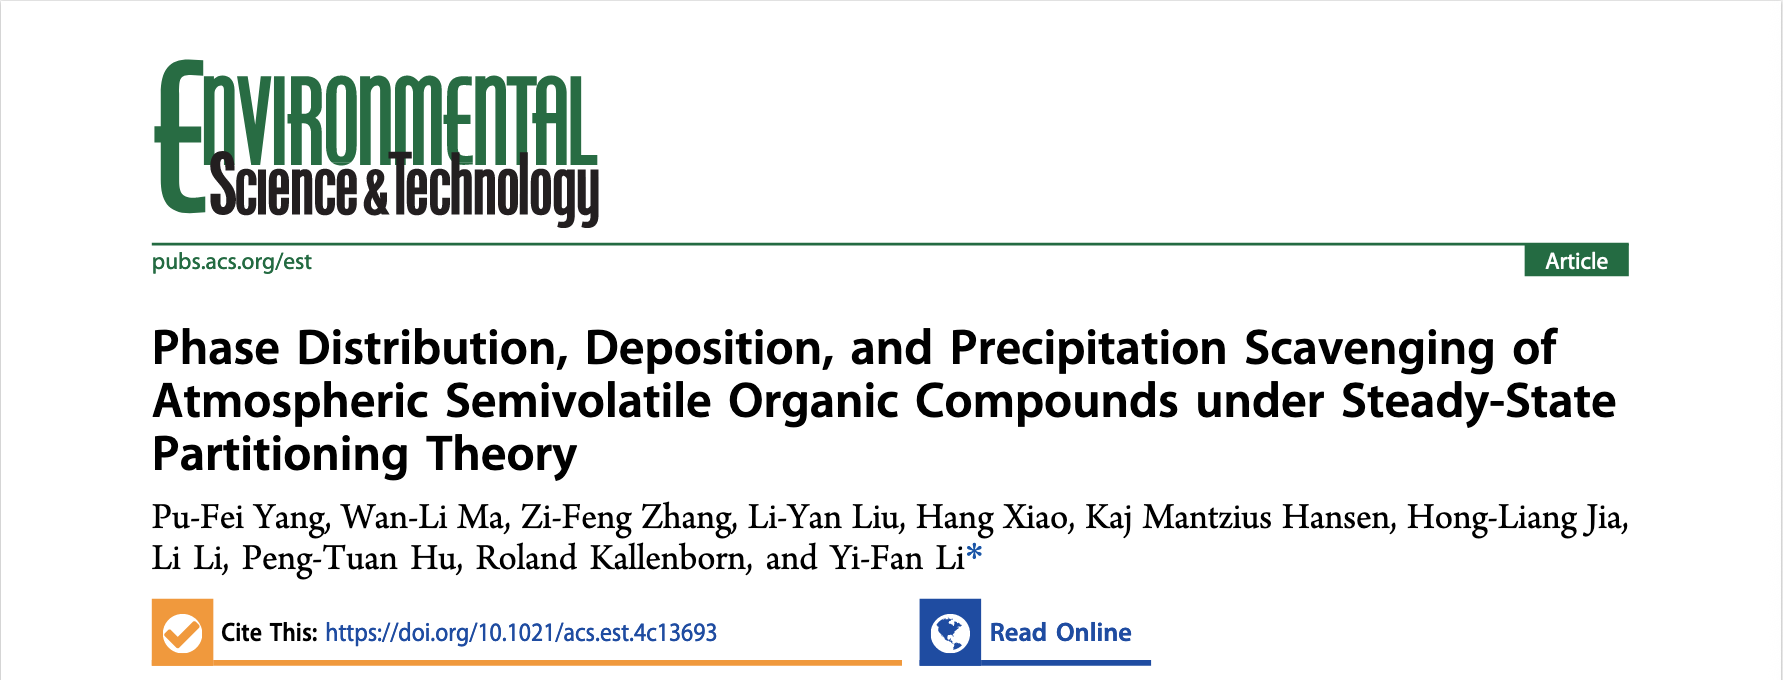 ENVIRONMENTAL
Science & Technology
pubs.acs.org/est
Article
Phase Distribution, Deposition, and Precipitation Scavenging of
Atmospheric Semivolatile Organic Compounds under Steady-State
Partitioning Theory
Pu-Fei Yang, Wan-Li Ma, Zi-Feng Zhang, Li-Yan Liu, Hang Xiao, Kaj Mantzius Hansen, Hong-Liang Jia,
Li Li, Peng-Tuan Hu, Roland Kallenborn, and Yi-Fan Li*
Cite This: https://doi.org/10.1021/acs.est.4c13693
Read Online